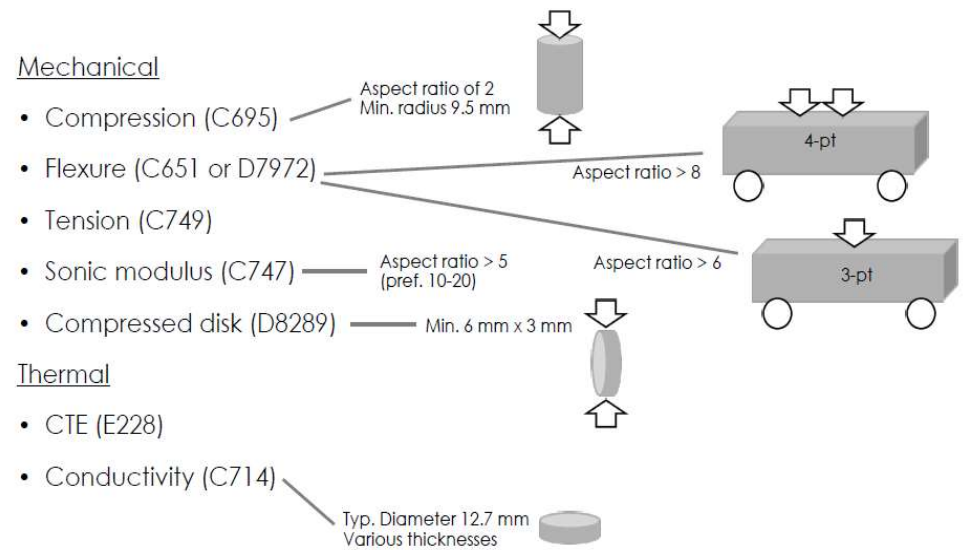 Mechanical
• Compression (C695)
Aspect ratio of 2
Min. radius 9.5 mm
• Flexure (C651 or D7972)
Aspect ratio > 8
4-pt
• Tension (C749)
• Sonic modulus (C747)
Aspect ratio > 5
(pref. 10-20)
Aspect ratio > 6
3-pt
• Compressed disk (D8289)
Min. 6 mm x 3 mm
Thermal
• CTE (E228)
• Conductivity (C714)
Typ. Diameter 12.7 mm
Various thicknesses